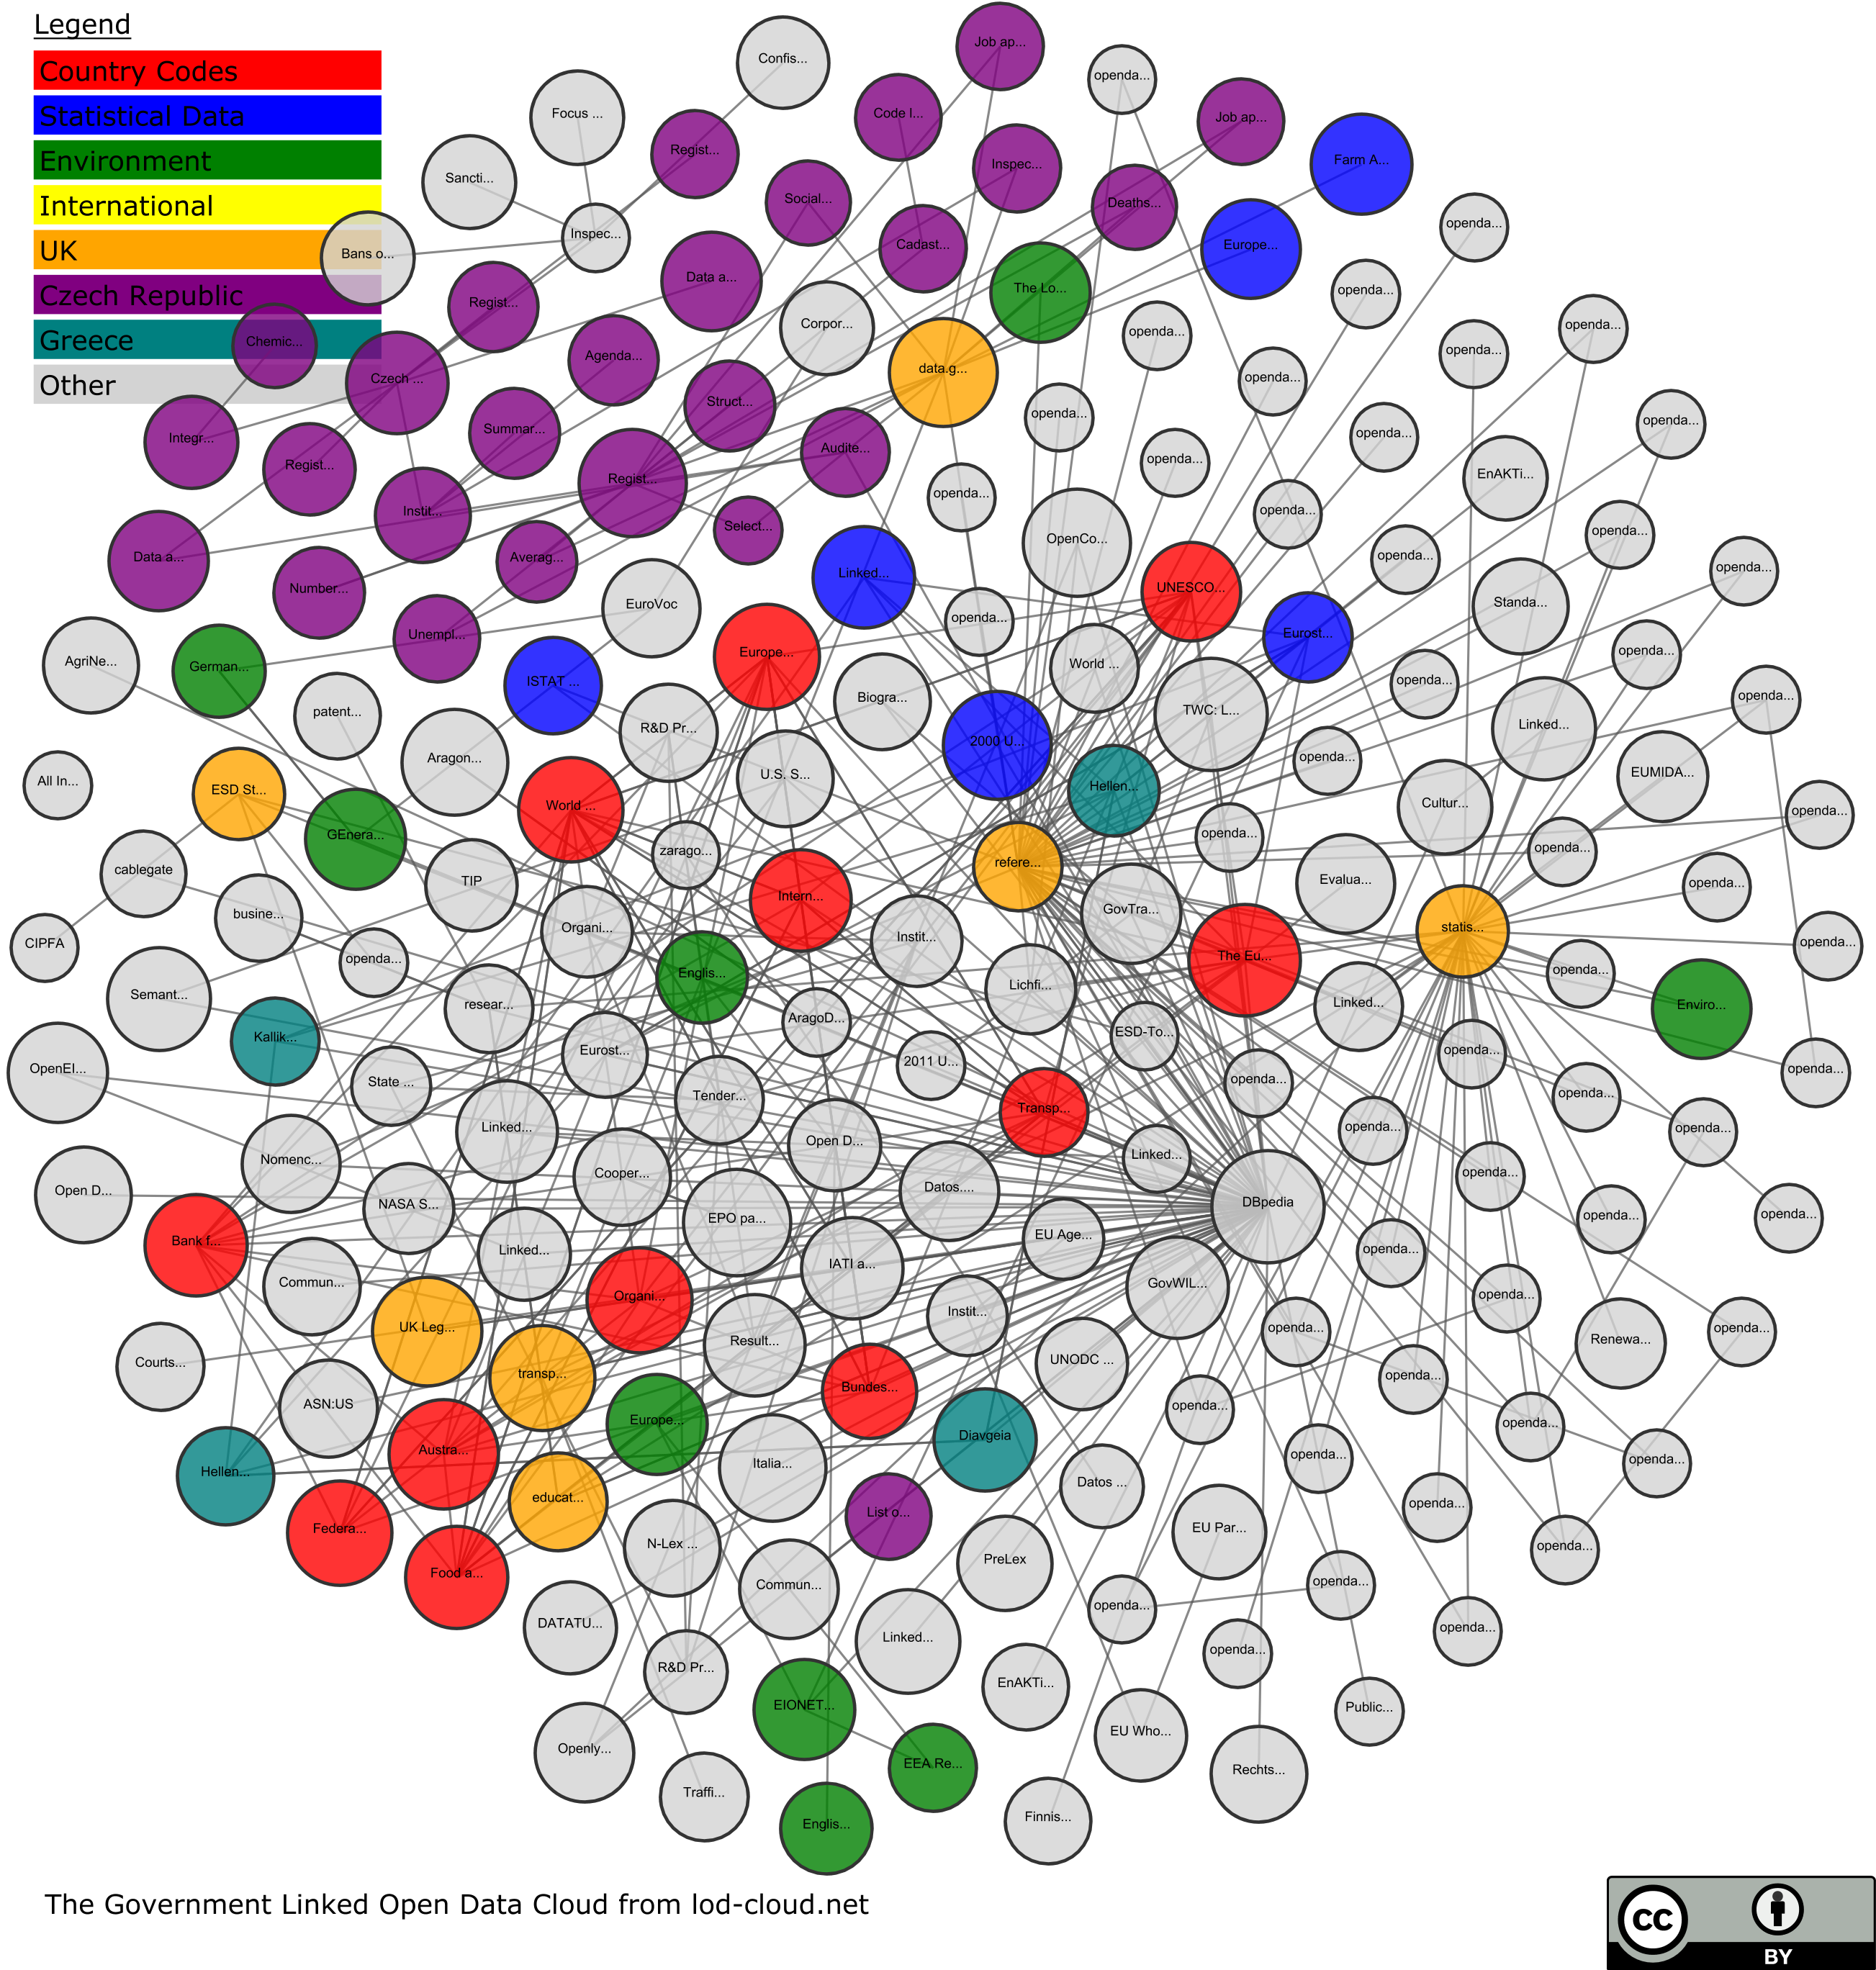 Legend
Country Codes
Statistical Data
Environment
International
UK
Czech Republic
Greece
Other
Job ap...
Confis...
openda...
Focus ...
Code l...
Job ap...
Regist...
Inspec...
Farm A...
Sancti...
Social...
Deaths...
openda...
Inspec...
Cadast...
Europe...
Bans o...
Data a...
The Lo...
openda...
Regist...
Corpor...
openda...
openda...
Chemic...
Agenda...
data.g...
openda...
Czech ...
openda...
Struct...
openda...
openda...
Integr...
Summar...
Audite...
openda...
Regist...
openda...
EnAKTi...
Regist...
openda...
Instit...
Select...
openda...
openda...
OpenCo...
Data a...
Averag...
openda...
Linked...
openda...
Number...
UNESCO...
EuroVoc
Standa...
Unempl...
openda...
Eurost...
AgriNe...
German...
Europe...
World ...
openda...
ISTAT ...
openda...
Biogra...
openda...
patent...
R&D Pr...
TWC: L...
Linked...
2000 U...
Aragon...
openda...
All In...
U.S. S...
EUMIDA...
ESD St...
Hellen...
World ...
Cultur...
openda...
GEnera...
openda...
zarago...
openda...
cablegate
refere...
TIP
Evalua...
openda...
Intern...
busine...
GovTra...
Organi...
Instit...
statis...
CIPFA
openda...
openda...
Englis...
The Eu...
openda...
Semant...
Lichfi...
resear...
Linked...
Enviro...
AragoD...
Kallik...
ESD-To...
Eurost...
openda...
OpenEI...
2011 U...
openda...
openda...
State ...
Tender...
openda...
Transp...
Linked...
openda...
openda...
Open D...
Linked...
Nomenc...
Cooper...
openda...
Open D...
Datos....
DBpedia
NASA S...
openda...
openda...
EPO pa...
EU Age...
Bank f...
Linked...
openda...
IATI a...
Commun...
GovWIL...
Organi...
openda...
Instit...
UK Leg...
openda...
openda...
Result...
Renewa...
Courts...
UNODC ...
transp...
openda...
Bundes...
ASN:US
openda...
Europe...
openda...
Diavgeia
Austra...
openda...
openda...
Italia...
Hellen...
Datos ...
educat...
openda...
List o...
Federa...
EU Par...
N-Lex ...
openda...
PreLex
Food a...
Commun...
openda...
openda...
DATATU...
openda...
Linked...
openda...
R&D Pr...
EnAKTi...
EIONET...
Public...
EU Who...
Openly...
EEA Re...
Rechts...
Traffi...
Finnis...
Englis...
The Government Linked Open Data Cloud from lod-cloud.net
cc
BY